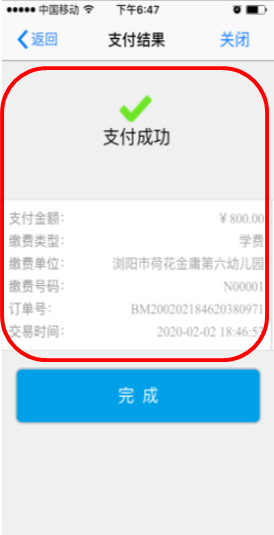 中国移动 下午6:47
返回 支付结果 关闭
支付成功
支付金额: ¥800.00
缴费类型: 学费
缴费单位: 浏阳市荷花金庸第六幼儿园
缴费号码: N00001
订单号: BM200202184620380971
交易时间: 2020-02-02 18:46:53
完成